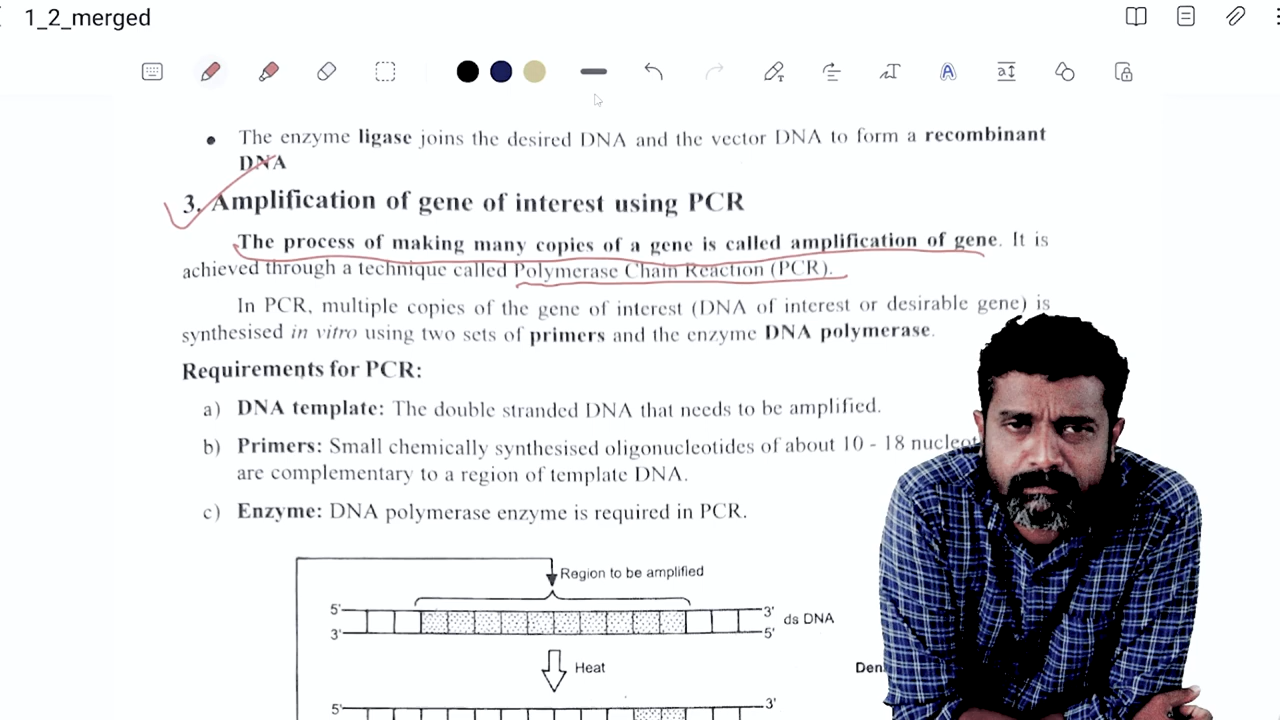 1_2_merged
• The enzyme ligase joins the desired DNA and the vector DNA to form a recombinant
DNA
3. Amplification of gene of interest using PCR
The process of making many copies of a gene is called amplification of gene. It is
achieved through a technique called Polymerase Chain Reaction (PCR).
In PCR, multiple copies of the gene of interest (DNA of interest or desirable gene) is
synthesised in vitro using two sets of primers and the enzyme DNA polymerase.
Requirements for PCR:
a) DNA template: The double stranded DNA that needs to be amplified.
b) Primers: Small chemically synthesised oligonucleotides of about 10 - 18
are complementary to a region of template DNA.
c) Enzyme: DNA polymerase enzyme is required in PCR.
Region to be amplified
5' 3' ds DNA
3' 5'
Heat
5' 3'